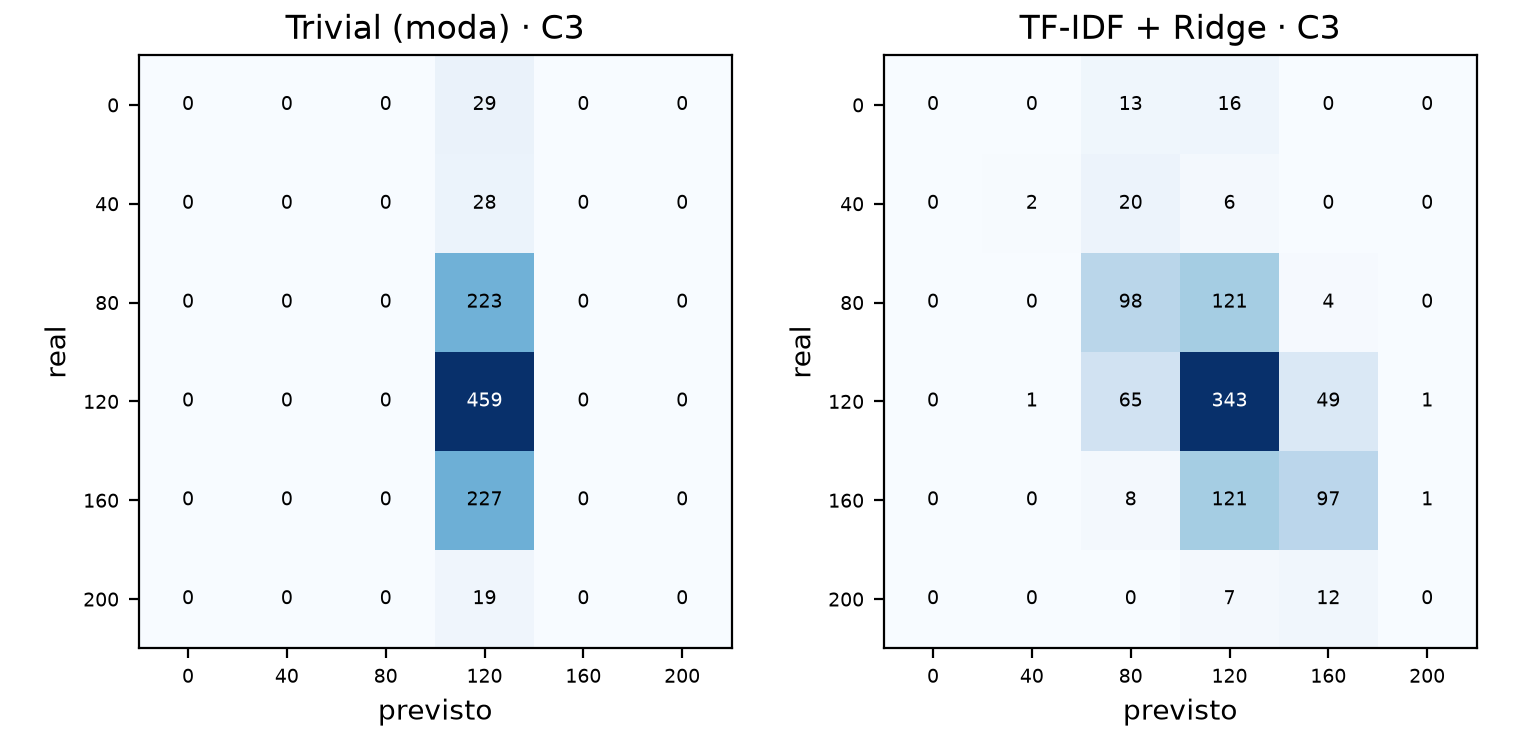 Trivial (moda) · C3
real
0 0 0 0 29 0 0
40 0 0 0 28 0 0
80 0 0 0 223 0 0
120 0 0 0 459 0 0
160 0 0 0 227 0 0
200 0 0 0 19 0 0
0 40 80 120 160 200
previsto
TF-IDF + Ridge · C3
real
0 0 0 13 16 0 0
40 0 2 20 6 0 0
80 0 0 98 121 4 0
120 0 1 65 343 49 1
160 0 0 8 121 97 1
200 0 0 0 7 12 0
0 40 80 120 160 200
previsto